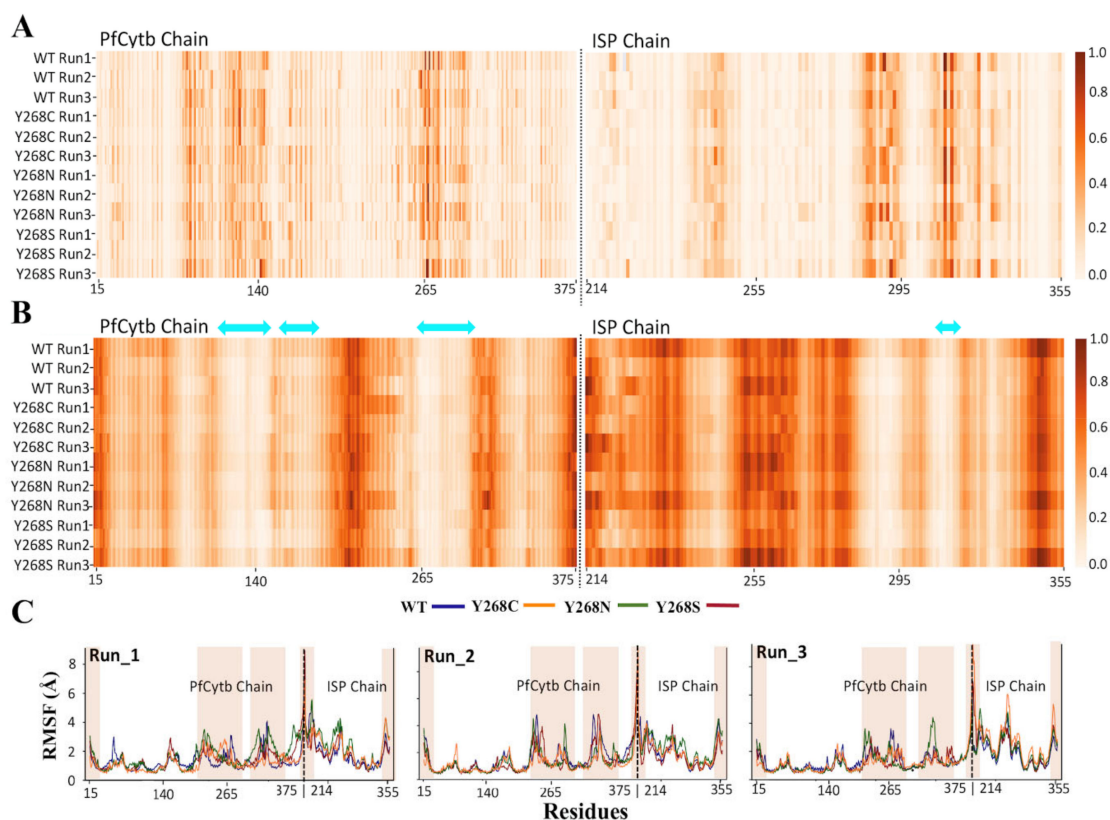 A
PfCytb Chain ISP Chain
WT Run1
WT Run2
WT Run3
Y268C Run1
Y268C Run2
Y268C Run3
Y268N Run1
Y268N Run2
Y268N Run3
Y268S Run1
Y268S Run2
Y268S Run3
1.0
0.8
0.6
0.4
0.2
0.0
15 140 265 375 214 255 295 355
B
PfCytb Chain ISP Chain
WT Run1
WT Run2
WT Run3
Y268C Run1
Y268C Run2
Y268C Run3
Y268N Run1
Y268N Run2
Y268N Run3
Y268S Run1
Y268S Run2
Y268S Run3
1.0
0.8
0.6
0.4
0.2
0.0
15 140 265 375 214 255 295 355
C
WT Y268C Y268N Y268S
RMSF (Å)
8
6
4
2
0
Run_1
PfCytb Chain ISP Chain
15 140 265 375 214 355
Run_2
PfCytb Chain ISP Chain
15 140 265 375 214 355
Run_3
PfCytb Chain ISP Chain
15 140 265 375 214 355
Residues